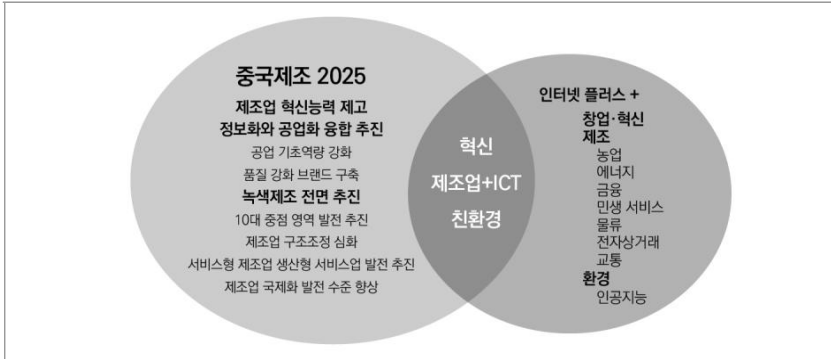 중국제조 2025
제조업 혁신능력 제고
정보화와 공업화 융합 추진
공업 기초역량 강화
품질 강화 브랜드 구축
녹색제조 전면 추진
10대 중점 영역 발전 추진
제조업 구조조정 심화
서비스형 제조업 생산형 서비스업 발전 추진
제조업 국제화 발전 수준 향상
혁신
제조업+ICT
친환경
인터넷 플러스 +
창업·혁신
제조
농업
에너지
금융
민생 서비스
물류
전자상거래
교통
환경
인공지능